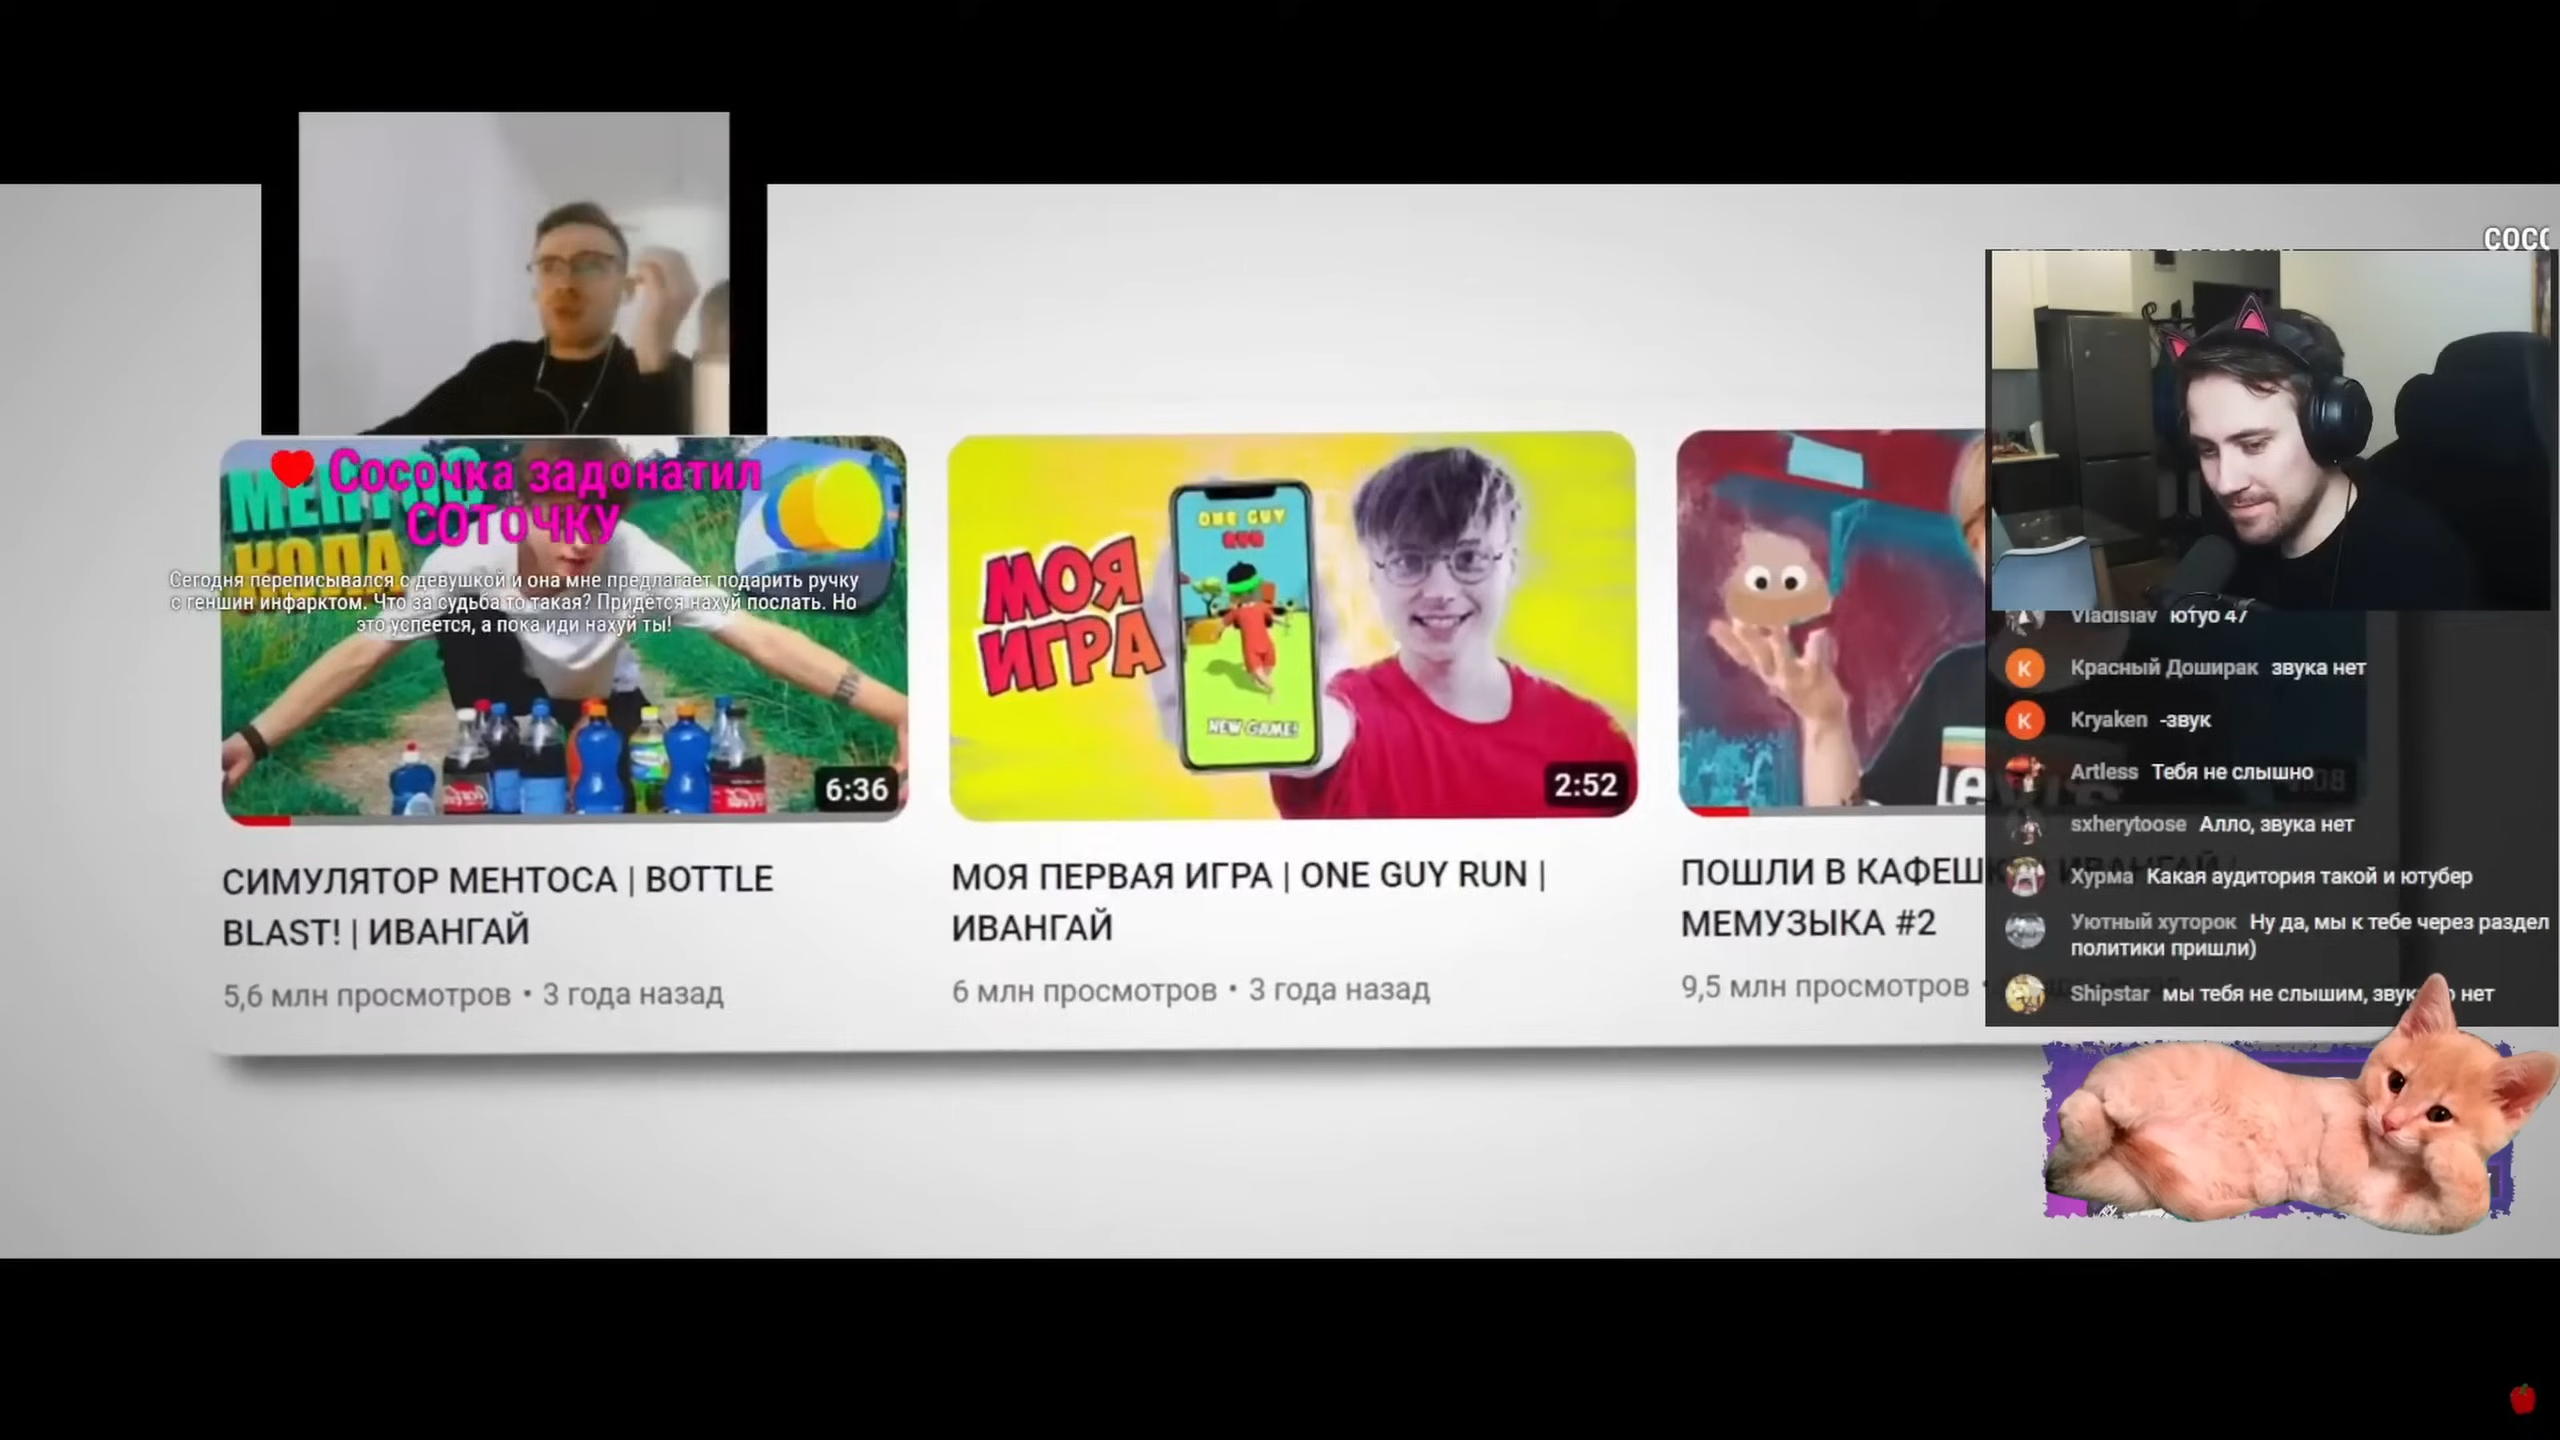 ❤ Сосочка задонатил
СОТОЧКУ
Сегодня переписывался с девушкой и она мне предлагает подарить ручку
с геншин инфарктом. Что за судьба то такая? Придётся нахуй послать. Но
это успеется, а пока иди нахуй ты!
МЕНТОС
КОЛА
6:36
СИМУЛЯТОР МЕНТОСА | BOTTLE
BLAST! | ИВАНГАЙ
5,6 млн просмотров • 3 года назад
МОЯ
ИГРА
ONE GUY
RUN
NEW GAME!
2:52
МОЯ ПЕРВАЯ ИГРА | ONE GUY RUN |
ИВАНГАЙ
6 млн просмотров • 3 года назад
ПОШЛИ В КАФЕШК ИВАНГАЙ /
МЕМУЗЫКА #2
9,5 млн просмотров •
Vladislav ютуб 47
Красный Доширак звука нет
Kryaken -звук
Artless Тебя не слышно
sxherytoose Алло, звука нет
Хурма Какая аудитория такой и ютубер
Уютный хуторок Ну да, мы к тебе через раздел
политики пришли)
Shipstar мы тебя не слышим, звук нет